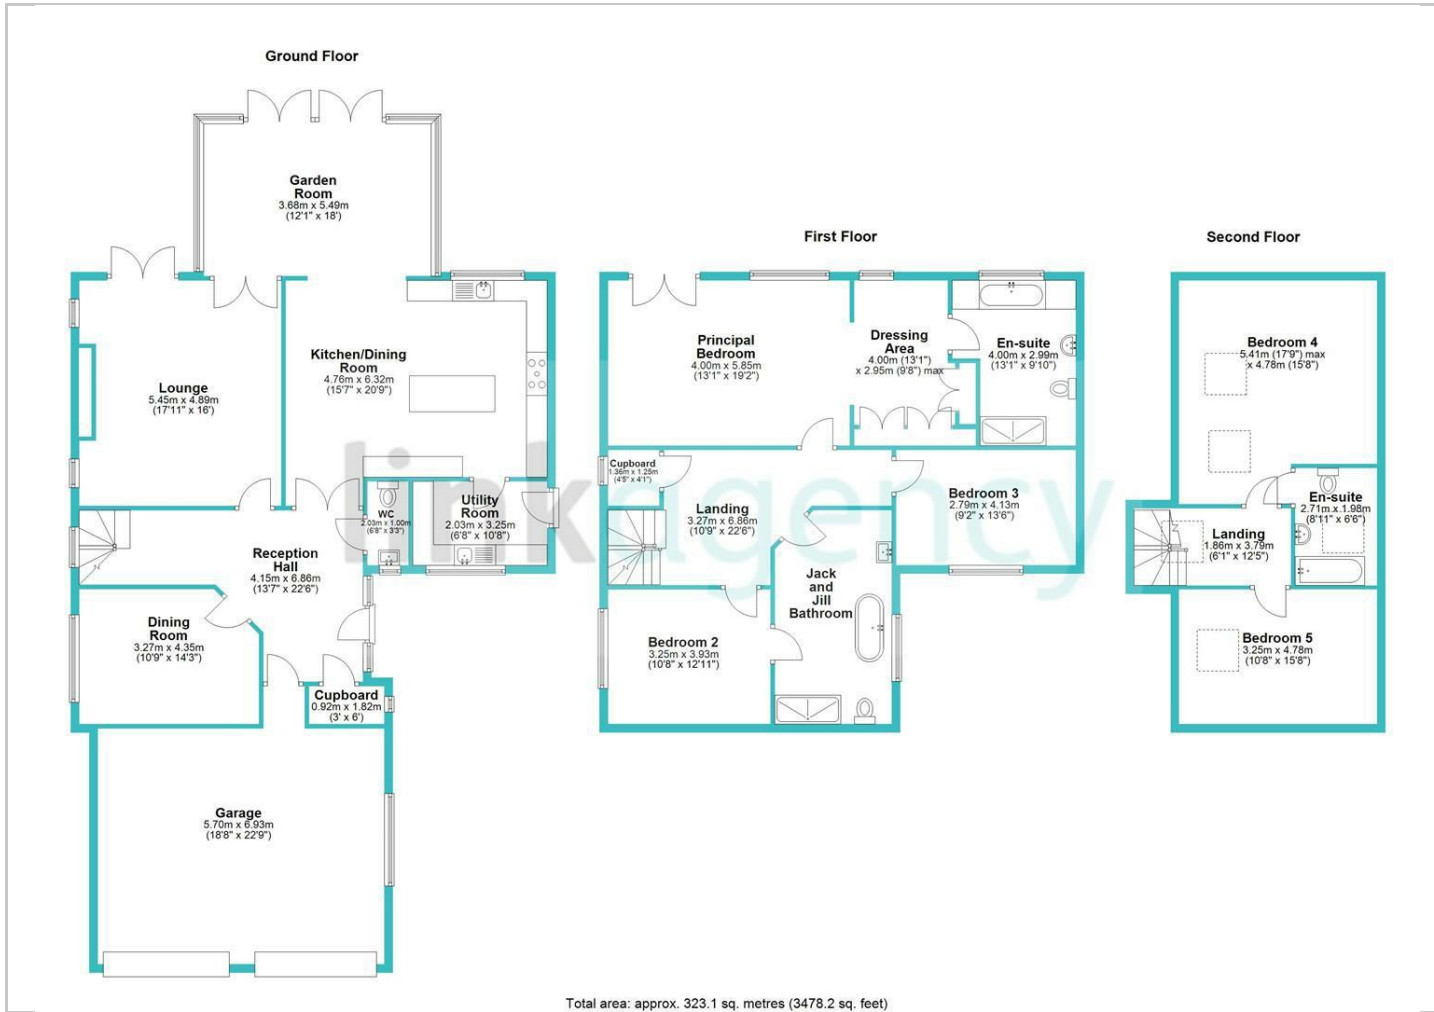 Ground Floor
Garden
Room
3.68m x 5.49m
(12'1" x 18')
Kitchen/Dining
Room
4.76m x 6.32m
(15'7" x 20'9")
Lounge
5.45m x 4.89m
(17'11" x 16')
WC
2.03m x 1.00m
(6'8" x 3'3")
Utility
Room
2.03m x 3.25m
(6'8" x 10'8")
Reception
Hall
4.15m x 6.86m
(13'7" x 22'6")
Dining
Room
3.27m x 4.35m
(10'9" x 14'3")
Cupboard
0.92m x 1.82m
(3' x 6')
Garage
5.70m x 6.93m
(18'8" x 22'9")
First Floor
Principal
Bedroom
4.00m x 5.85m
(13'1" x 19'2")
Dressing
Area
4.00m (13'1")
x 2.95m (9'8") max
En-suite
4.00m x 2.99m
(13'1" x 9'10")
Cupboard
1.36m x 1.25m
(4'5" x 4'1")
Landing
3.27m x 6.86m
(10'9" x 22'6")
Bedroom 3
2.79m x 4.13m
(9'2" x 13'6")
Jack
and
Jill
Bathroom
Bedroom 2
3.25m x 3.93m
(10'8" x 12'11")
Second Floor
Bedroom 4
5.41m (17'9") max
x 4.78m (15'8")
En-suite
2.71m x 1.98m
(8'11" x 6'6")
Landing
1.86m x 3.79m
(6'1" x 12'5")
Bedroom 5
3.25m x 4.78m
(10'8" x 15'8")
linkagency
Total area: approx. 323.1 sq. metres (3478.2 sq. feet)